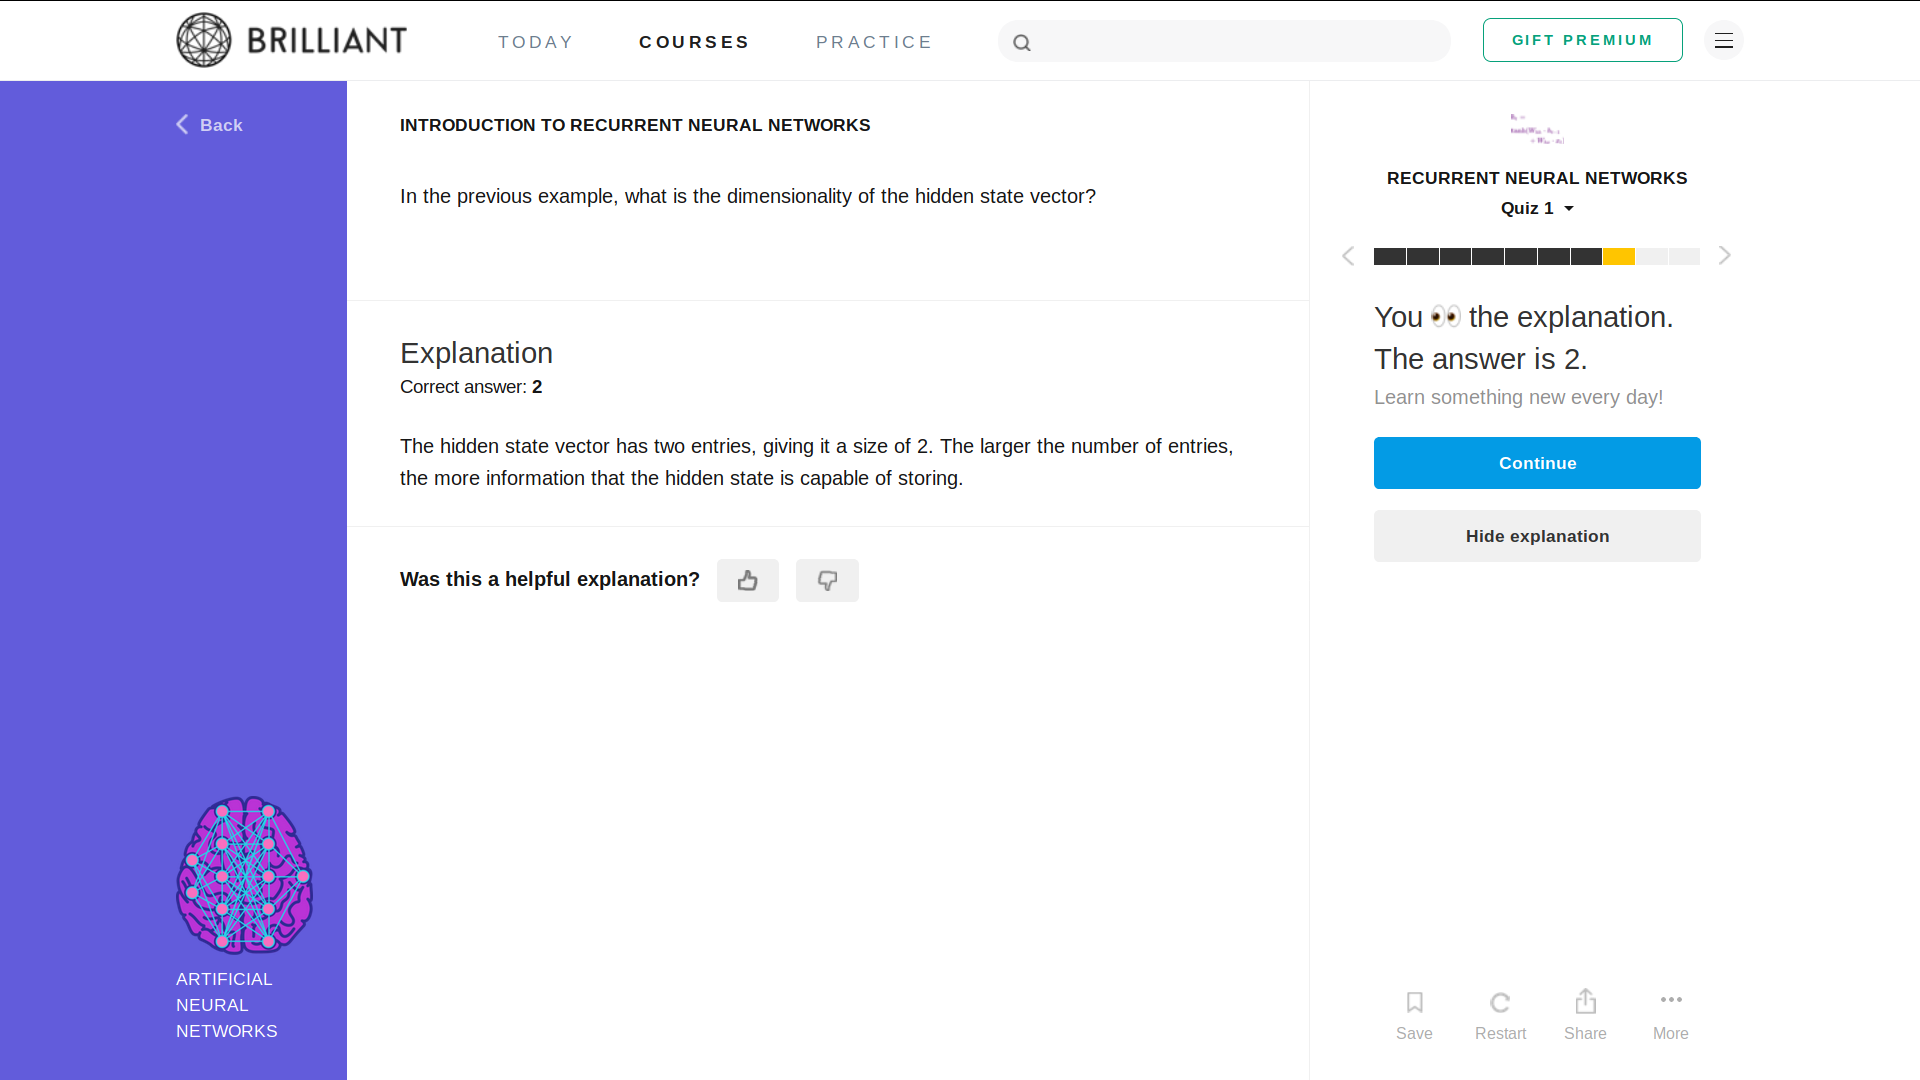 BRILLIANT
TODAY
COURSES
PRACTICE
GIFT PREMIUM
Back
INTRODUCTION TO RECURRENT NEURAL NETWORKS
In the previous example, what is the dimensionality of the hidden state vector?
Explanation
Correct answer: 2
The hidden state vector has two entries, giving it a size of 2. The larger the number of entries,
the more information that the hidden state is capable of storing.
Was this a helpful explanation?
RECURRENT NEURAL NETWORKS
Quiz 1
You 👀 the explanation.
The answer is 2.
Learn something new every day!
Continue
Hide explanation
Save
Restart
Share
More
ARTIFICIAL
NEURAL
NETWORKS